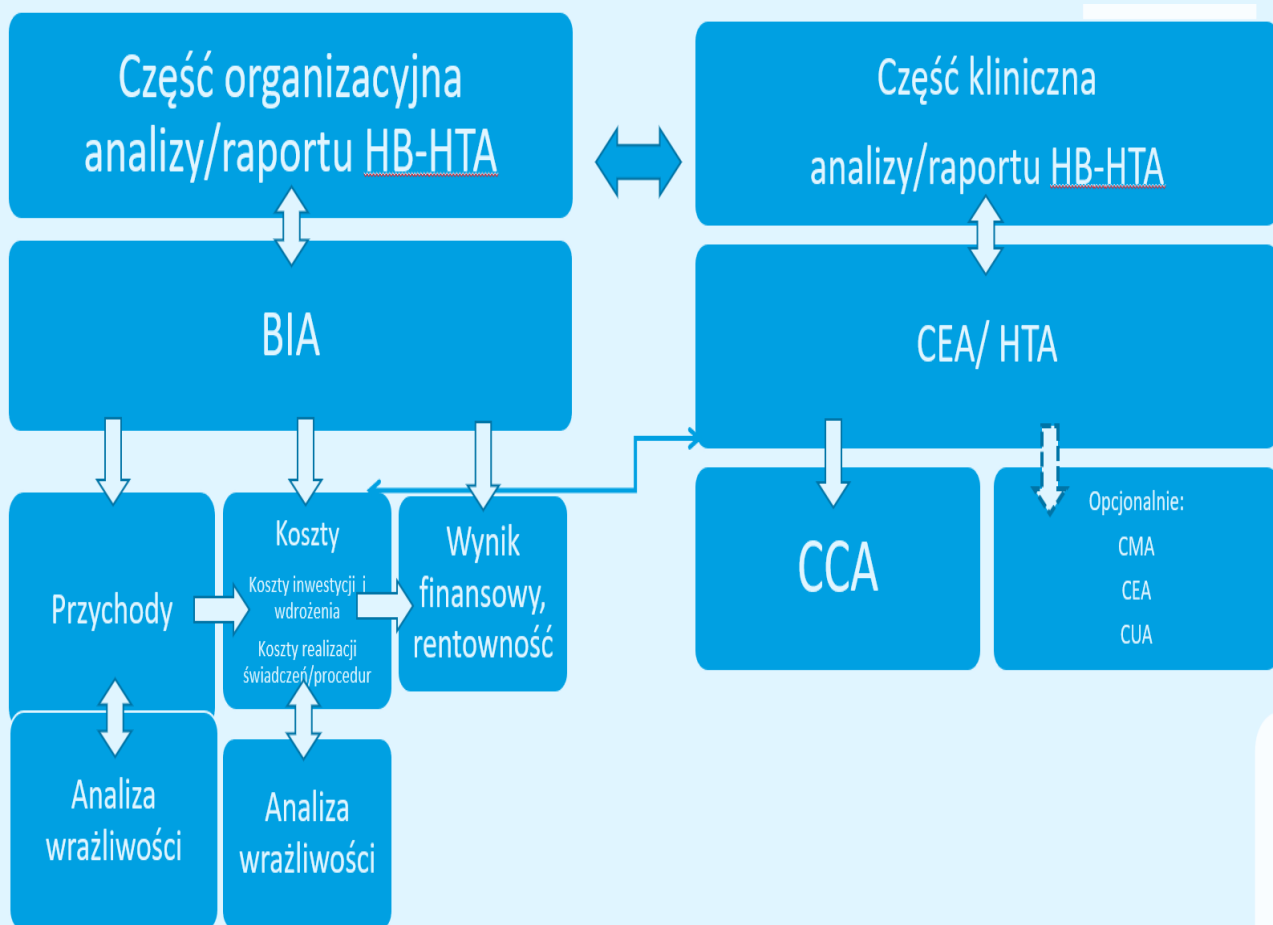 Część organizacyjna
analizy/raportu HB-HTA
Część kliniczna
analizy/raportu HB-HTA
BIA
CEA/ HTA
Przychody
Koszty
Koszty inwestycji i
wdrożenia
Koszty realizacji
świadczeń/procedur
Wynik
finansowy,
rentowność
CCA
Opcjonalnie:
CMA
CEA
CUA
Analiza
wrażliwości
Analiza
wrażliwości